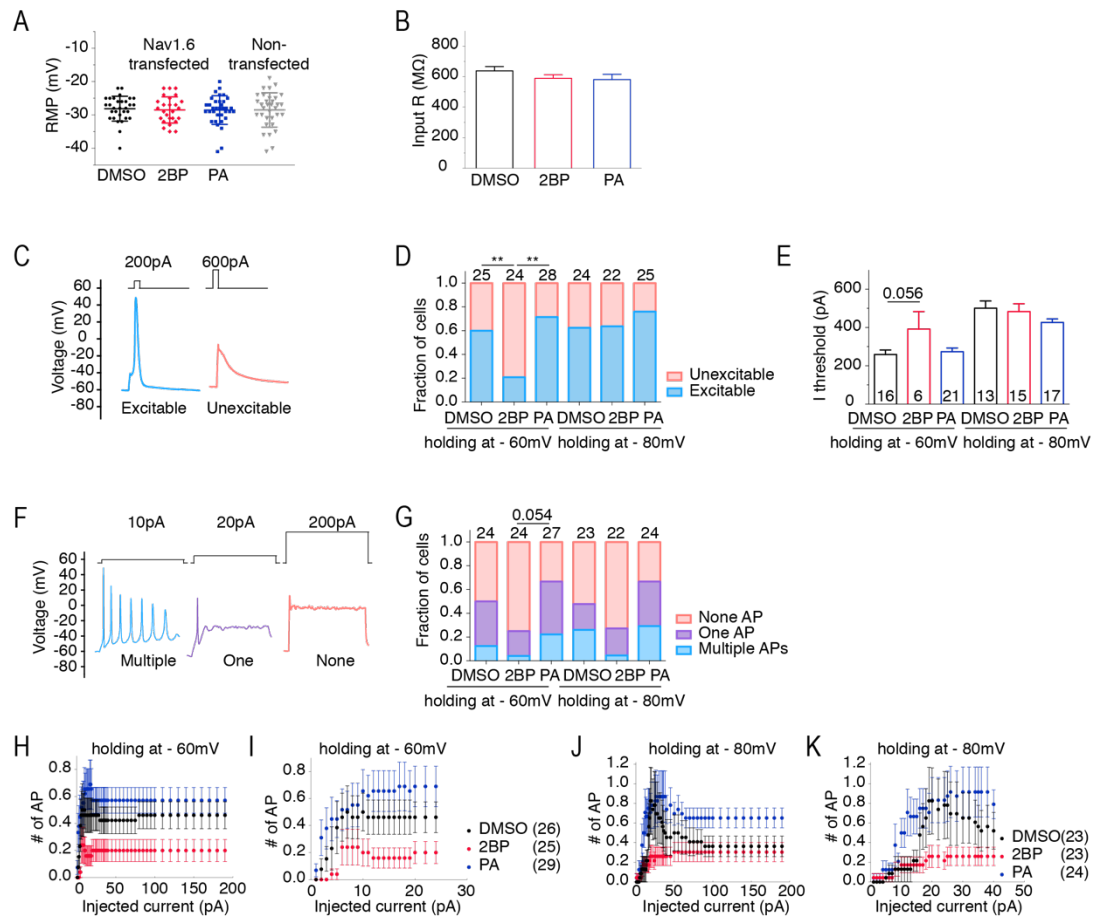 A
B
RMP (mV)
-10
-20
-30
-40
Nav1.6
transfected
Non-
transfected
DMSO
2BP
PA
Input R (MΩ)
800
600
400
200
0
DMSO
2BP
PA
C
200pA
600pA
Voltage (mV)
60
40
20
0
-20
-40
-60
-80
Excitable
Unexcitable
D
**
**
25 24 28 24 22 25
Fraction of cells
1.0
0.8
0.6
0.4
0.2
0.0
DMSO 2BP PA DMSO 2BP PA
holding at - 60mV
holding at - 80mV
Unexcitable
Excitable
E
I threshold (pA)
600
400
200
0
0.056
16 6 21 13 15 17
DMSO 2BP PA DMSO 2BP PA
holding at - 60mV
holding at - 80mV
F
10pA
20pA
200pA
Voltage (mV)
60
40
20
0
-20
-40
-60
-80
Multiple
One
None
G
0.054
24 24 27 23 22 24
Fraction of cells
1.0
0.8
0.6
0.4
0.2
0.0
DMSO 2BP PA DMSO 2BP PA
holding at - 60mV
holding at - 80mV
None AP
One AP
Multiple APs
H
holding at - 60mV
# of AP
0.8
0.6
0.4
0.2
0.0
0 50 100 150 200
Injected current (pA)
I
holding at - 60mV
# of AP
0.8
0.6
0.4
0.2
0.0
0 10 20 30
Injected current (pA)
DMSO (26)
2BP (25)
PA (29)
J
holding at - 80mV
# of AP
1.2
1.0
0.8
0.6
0.4
0.2
0.0
0 50 100 150 200
Injected current (pA)
K
holding at - 80mV
# of AP
1.2
1.0
0.8
0.6
0.4
0.2
0.0
0 10 20 30 40 50
Injected current (pA)
DMSO(23)
2BP (23)
PA (24)